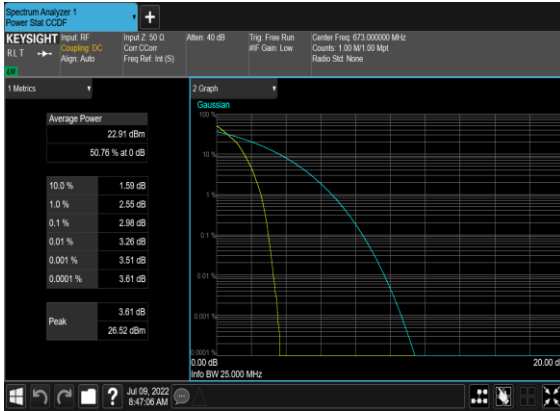 Spectrum Analyzer 1
Power Stat CCDF
+
KEYSIGHT
RLT
Input: RF
Coupling: DC
Align: Auto
Input Z: 50 Ω
Corr CCorr
Freq Ref: Int (S)
Atten: 40 dB
Trig: Free Run
#IF Gain: Low
Center Freq: 673.000000 MHz
Counts: 1.00 M/1.00 Mpt
Radio Std: None
1 Metrics
Average Power
22.91 dBm
50.76 % at 0 dB
10.0 % 1.59 dB
1.0 % 2.55 dB
0.1 % 2.98 dB
0.01 % 3.26 dB
0.001 % 3.51 dB
0.0001 % 3.61 dB
Peak
3.61 dB
26.52 dBm
2 Graph
Gaussian
100 %
10 %
1 %
0.1 %
0.01 %
0.001 %
0.0001 %
0.00 dB
20.00 d
Info BW 25.000 MHz
?
Jul 09, 2022
8:47:06 AM